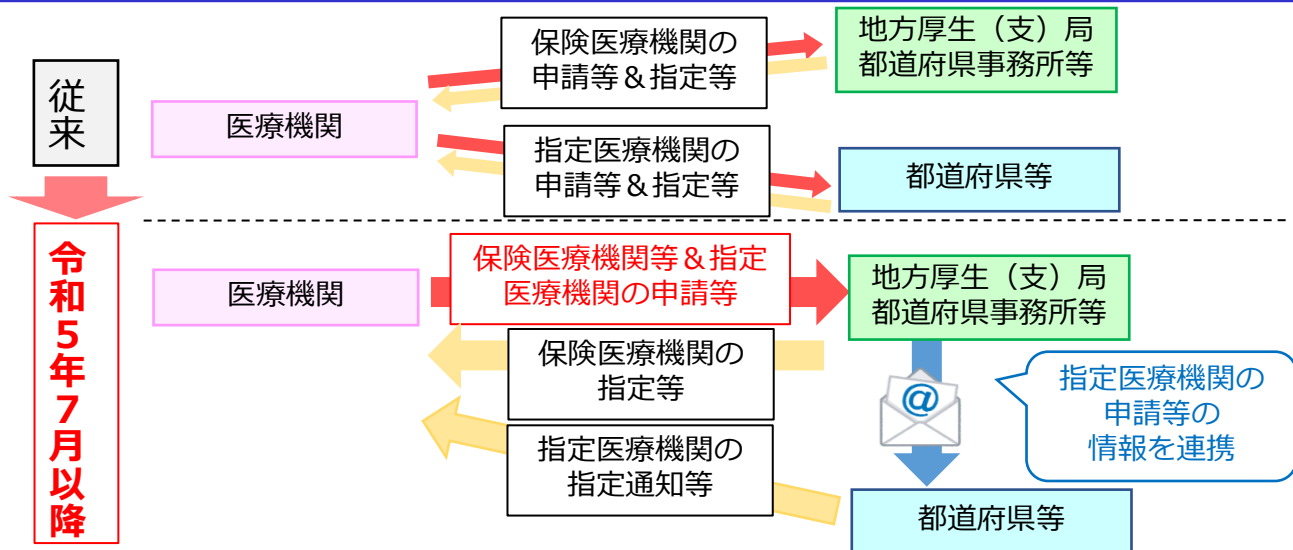 従来
保険医療機関の
申請等＆指定等
地方厚生（支）局
都道府県事務所等
医療機関
指定医療機関の
申請等＆指定等
都道府県等
令和５年７月以降
保険医療機関等＆指定
医療機関の申請等
医療機関
地方厚生（支）局
都道府県事務所等
保険医療機関の
指定等
@
指定医療機関の
申請等の
情報を連携
指定医療機関の
指定通知等
都道府県等